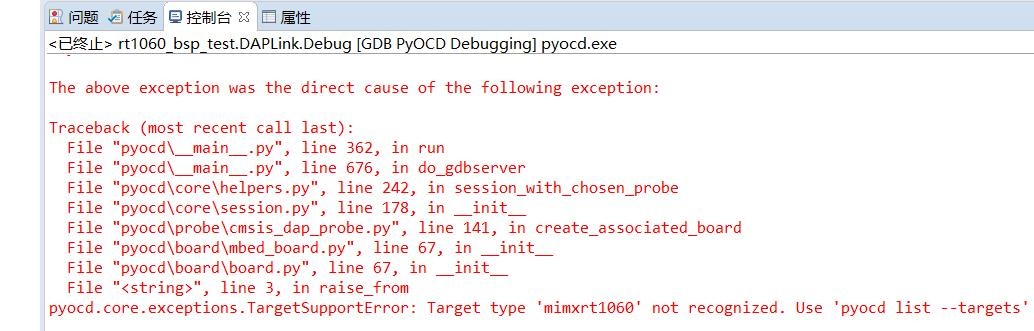 问题 任务 控制台 属性
<已终止> rt1060_bsp_test.DAPLink.Debug [GDB PyOCD Debugging] pyocd.exe
The above exception was the direct cause of the following exception:
Traceback (most recent call last):
File "pyocd\__main__.py", line 362, in run
File "pyocd\__main__.py", line 676, in do_gdbserver
File "pyocd\core\helpers.py", line 242, in session_with_chosen_probe
File "pyocd\core\session.py", line 178, in __init__
File "pyocd\probe\cmsis_dap_probe.py", line 141, in create_associated_board
File "pyocd\board\mbed_board.py", line 67, in __init__
File "pyocd\board\board.py", line 67, in __init__
File "<string>", line 3, in raise_from
pyocd.core.exceptions.TargetSupportError: Target type 'mimxrt1060' not recognized. Use 'pyocd list --targets'